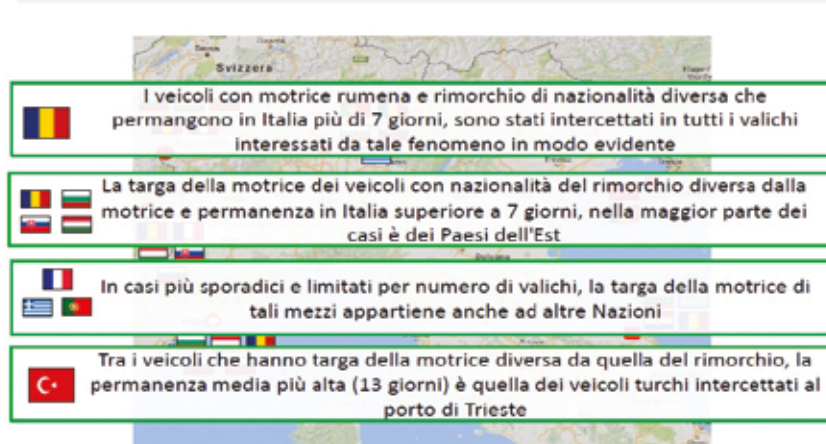 Svizzera
I veicoli con motrice rumena e rimorchio di nazionalità diversa che
permangono in Italia più di 7 giorni, sono stati intercettati in tutti i valichi
interessati da tale fenomeno in modo evidente
La targa della motrice dei veicoli con nazionalità del rimorchio diversa dalla
motrice e permanenza in Italia superiore a 7 giorni, nella maggior parte dei
casi è dei Paesi dell'Est
In casi più sporadici e limitati per numero di valichi, la targa della motrice di
tali mezzi appartiene anche ad altre Nazioni
Tra i veicoli che hanno targa della motrice diversa da quella del rimorchio, la
permanenza media più alta (13 giorni) è quella dei veicoli turchi intercettati al
porto di Trieste